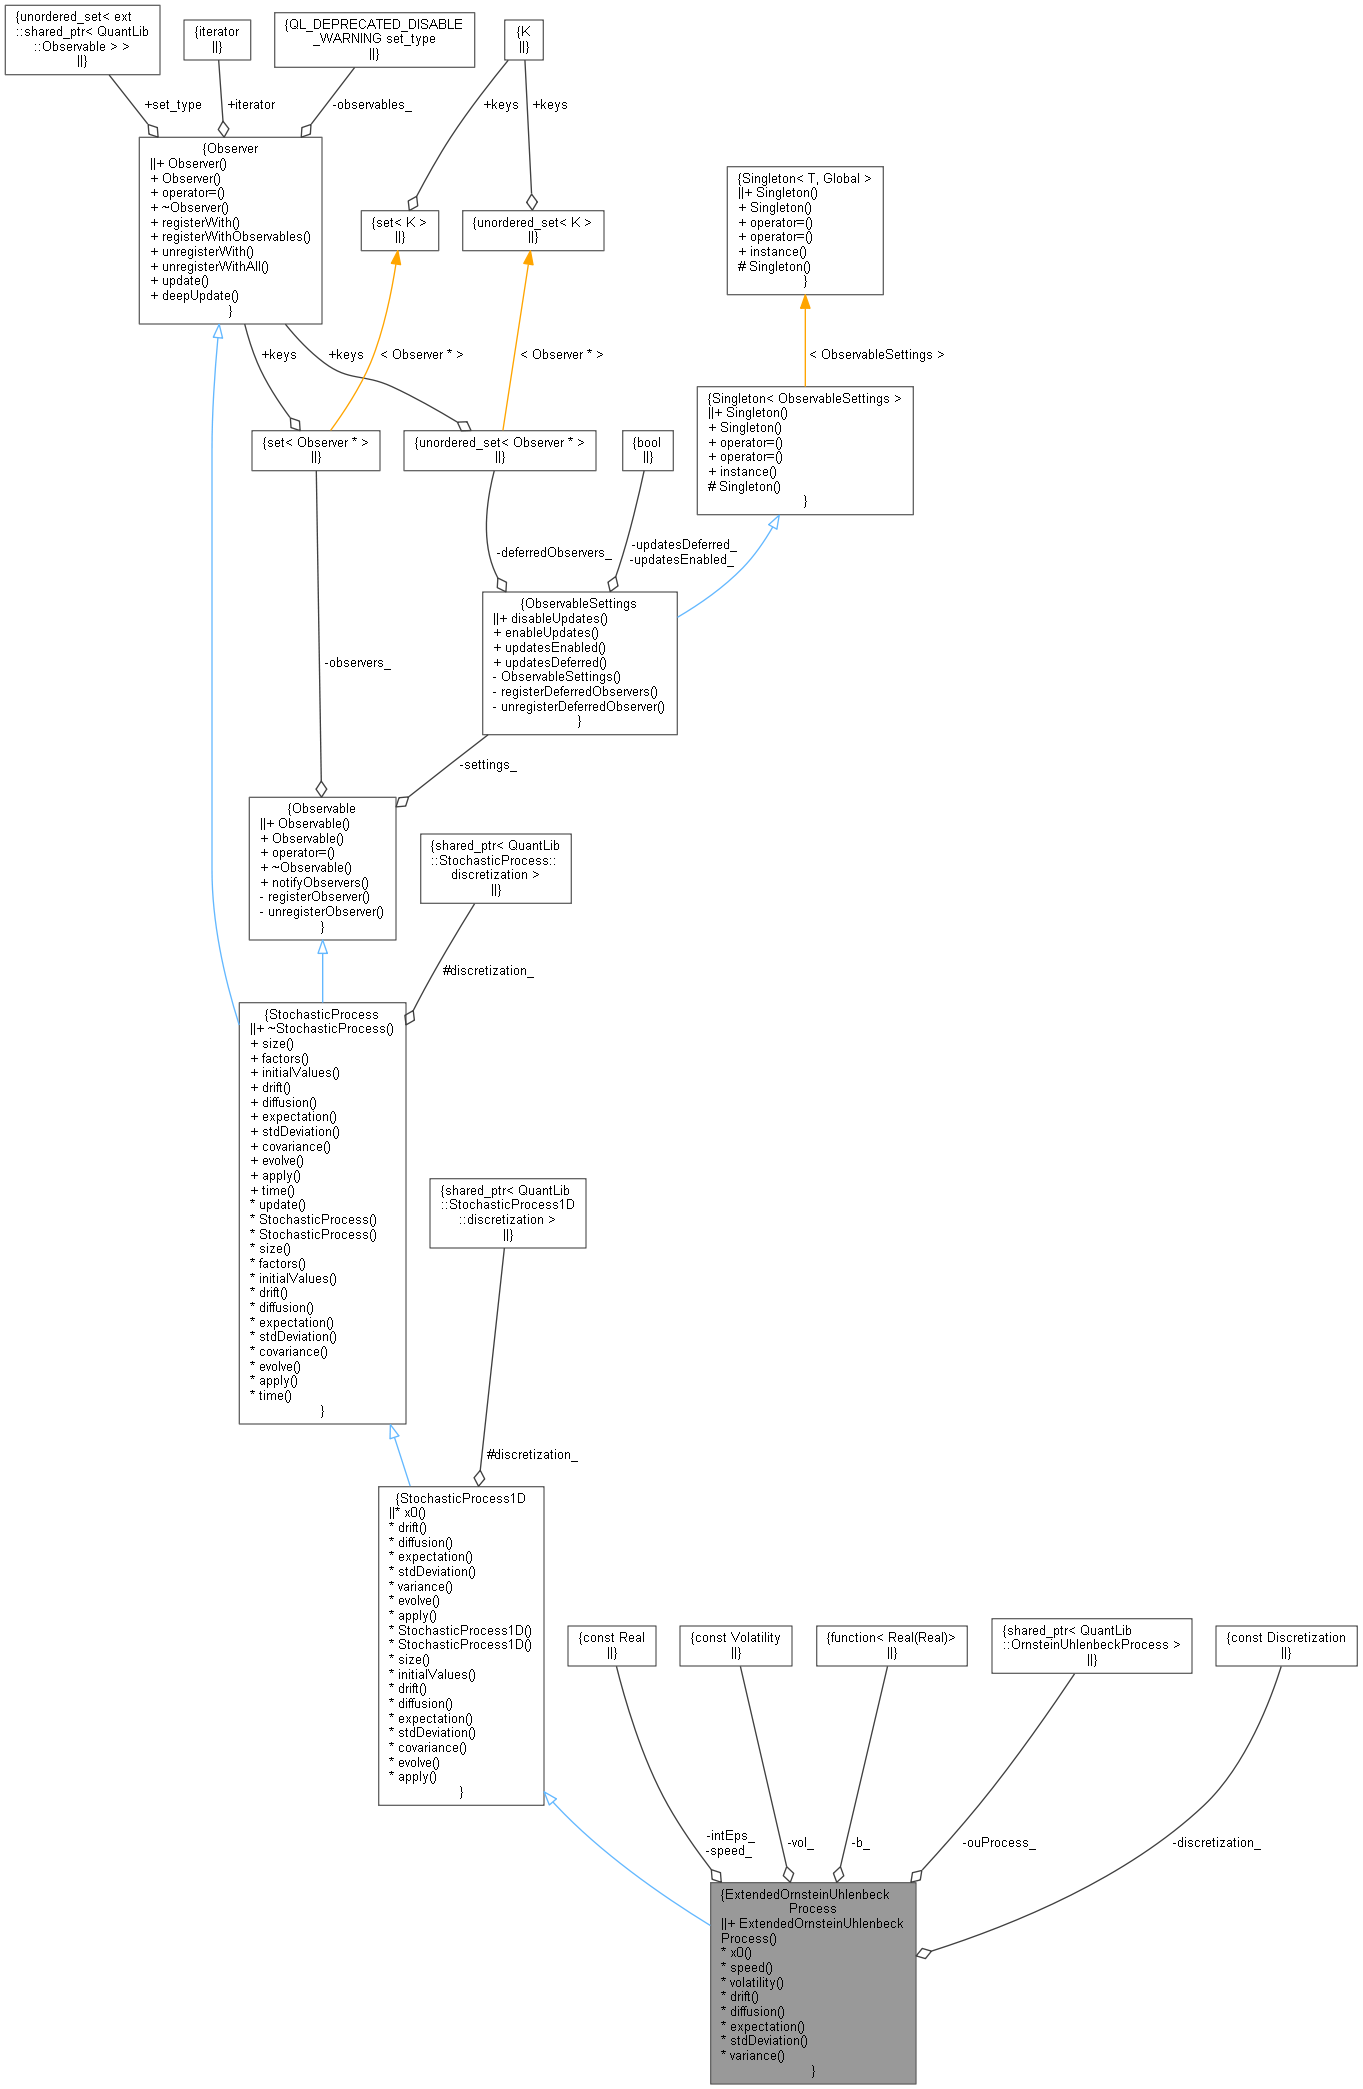 {unordered_set< ext
::shared_ptr< QuantLib
::Observable > >
||}
{iterator
||}
{QL_DEPRECATED_DISABLE
_WARNING set_type
||}
{K
||}
+set_type
+iterator
-observables_
+keys
+keys
{Observer
||+ Observer()
+ Observer()
+ operator=()
+ ~Observer()
+ registerWith()
+ registerWithObservables()
+ unregisterWith()
+ unregisterWithAll()
+ update()
+ deepUpdate()
}
{set< K >
||}
{unordered_set< K >
||}
{Singleton< T, Global >
||+ Singleton()
+ Singleton()
+ operator=()
+ operator=()
+ instance()
# Singleton()
}
+keys
+keys
< Observer * >
< Observer * >
< ObservableSettings >
{set< Observer * >
||}
{unordered_set< Observer * >
||}
{bool
||}
{Singleton< ObservableSettings >
||+ Singleton()
+ Singleton()
+ operator=()
+ operator=()
+ instance()
# Singleton()
}
-deferredObservers_
-updatesDeferred_
-updatesEnabled_
{ObservableSettings
||+ disableUpdates()
+ enableUpdates()
+ updatesEnabled()
+ updatesDeferred()
- ObservableSettings()
- registerDeferredObservers()
- unregisterDeferredObserver()
}
-observers_
-settings_
{Observable
||+ Observable()
+ Observable()
+ operator=()
+ ~Observable()
+ notifyObservers()
- registerObserver()
- unregisterObserver()
}
{shared_ptr< QuantLib
::StochasticProcess::
discretization >
||}
#discretization_
{StochasticProcess
||+ ~StochasticProcess()
+ size()
+ factors()
+ initialValues()
+ drift()
+ diffusion()
+ expectation()
+ stdDeviation()
+ covariance()
+ evolve()
+ apply()
+ time()
* update()
* StochasticProcess()
* StochasticProcess()
* size()
* factors()
* initialValues()
* drift()
* diffusion()
* expectation()
* stdDeviation()
* covariance()
* evolve()
* apply()
* time()
}
{shared_ptr< QuantLib
::StochasticProcess1D
::discretization >
||}
#discretization_
{StochasticProcess1D
||* x0()
* drift()
* diffusion()
* expectation()
* stdDeviation()
* variance()
* evolve()
* apply()
* StochasticProcess1D()
* StochasticProcess1D()
* size()
* initialValues()
* drift()
* diffusion()
* expectation()
* stdDeviation()
* covariance()
* evolve()
* apply()
}
{const Real
||}
{const Volatility
||}
{function< Real(Real)>
||}
{shared_ptr< QuantLib
::OrnsteinUhlenbeckProcess >
||}
{const Discretization
||}
-intEps_
-speed_
-vol_
-b_
-ouProcess_
-discretization_
{ExtendedOrnsteinUhlenbeck
Process
||+ ExtendedOrnsteinUhlenbeck
Process()
* x0()
* speed()
* volatility()
* drift()
* diffusion()
* expectation()
* stdDeviation()
* variance()
}